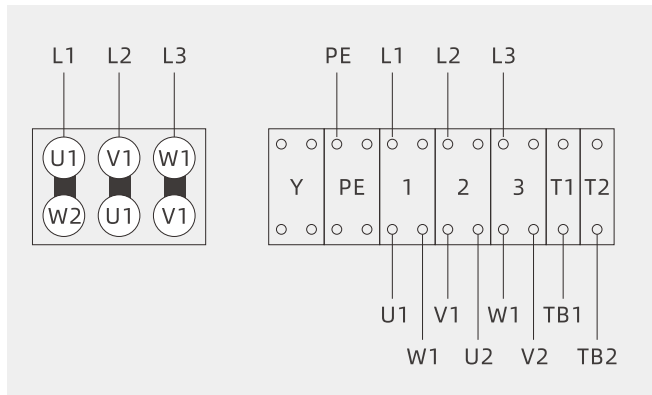 L1 L2 L3
U1 V1 W1
W2 U1 V1
PE L1 L2 L3
Y PE 1 2 3 T1 T2
U1 V1 W1 TB1
W1 U2 V2 TB2